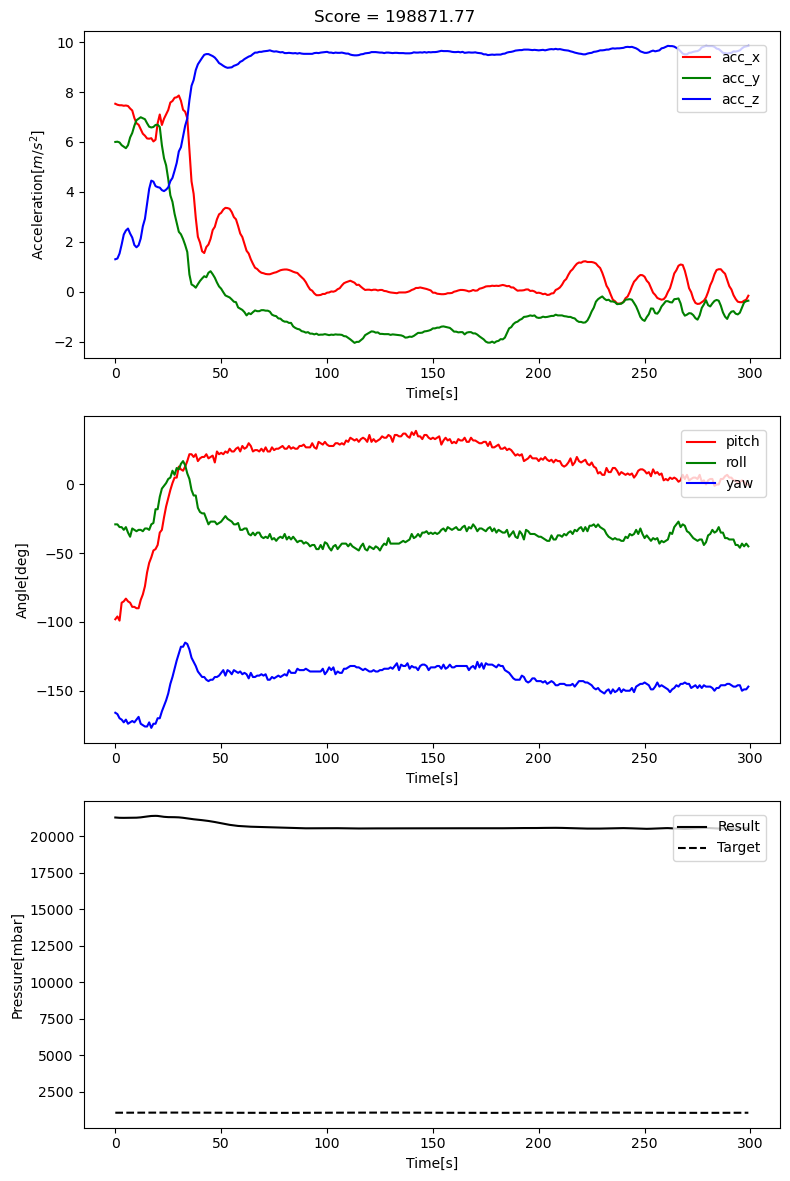 Score = 198871.77
10
8
6
4
2
0
−2
Acceleration[m/s²]
acc_x
acc_y
acc_z
0 50 100 150 200 250 300
Time[s]
0
−50
−100
−150
Angle[deg]
pitch
roll
yaw
0 50 100 150 200 250 300
Time[s]
20000
17500
15000
12500
10000
7500
5000
2500
Pressure[mbar]
Result
Target
0 50 100 150 200 250 300
Time[s]